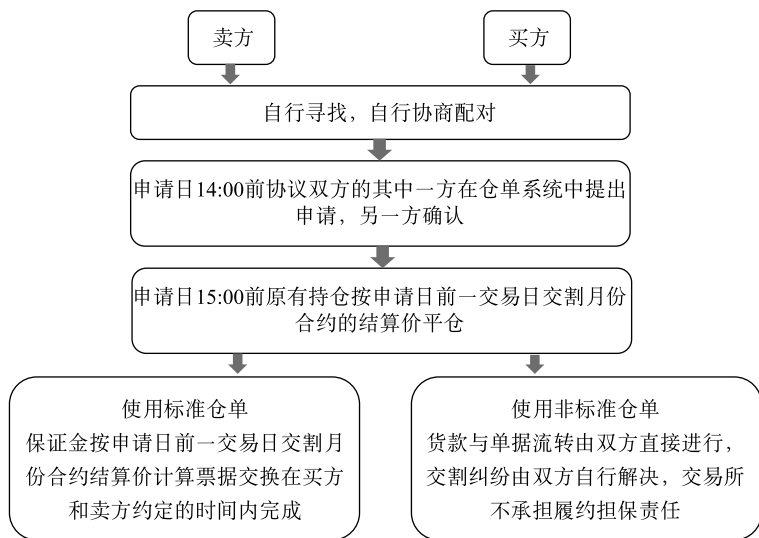 卖方
买方
自行寻找，自行协商配对
申请日14:00前协议双方的其中一方在仓单系统中提出
申请，另一方确认
申请日15:00前原有持仓按申请日前一交易日交割月份
合约的结算价平仓
使用标准仓单
保证金按申请日前一交易日交割月
份合约结算价计算票据交换在买方
和卖方约定的时间内完成
使用非标准仓单
货款与单据流转由双方直接进行，
交割纠纷由双方自行解决，交易所
不承担履约担保责任